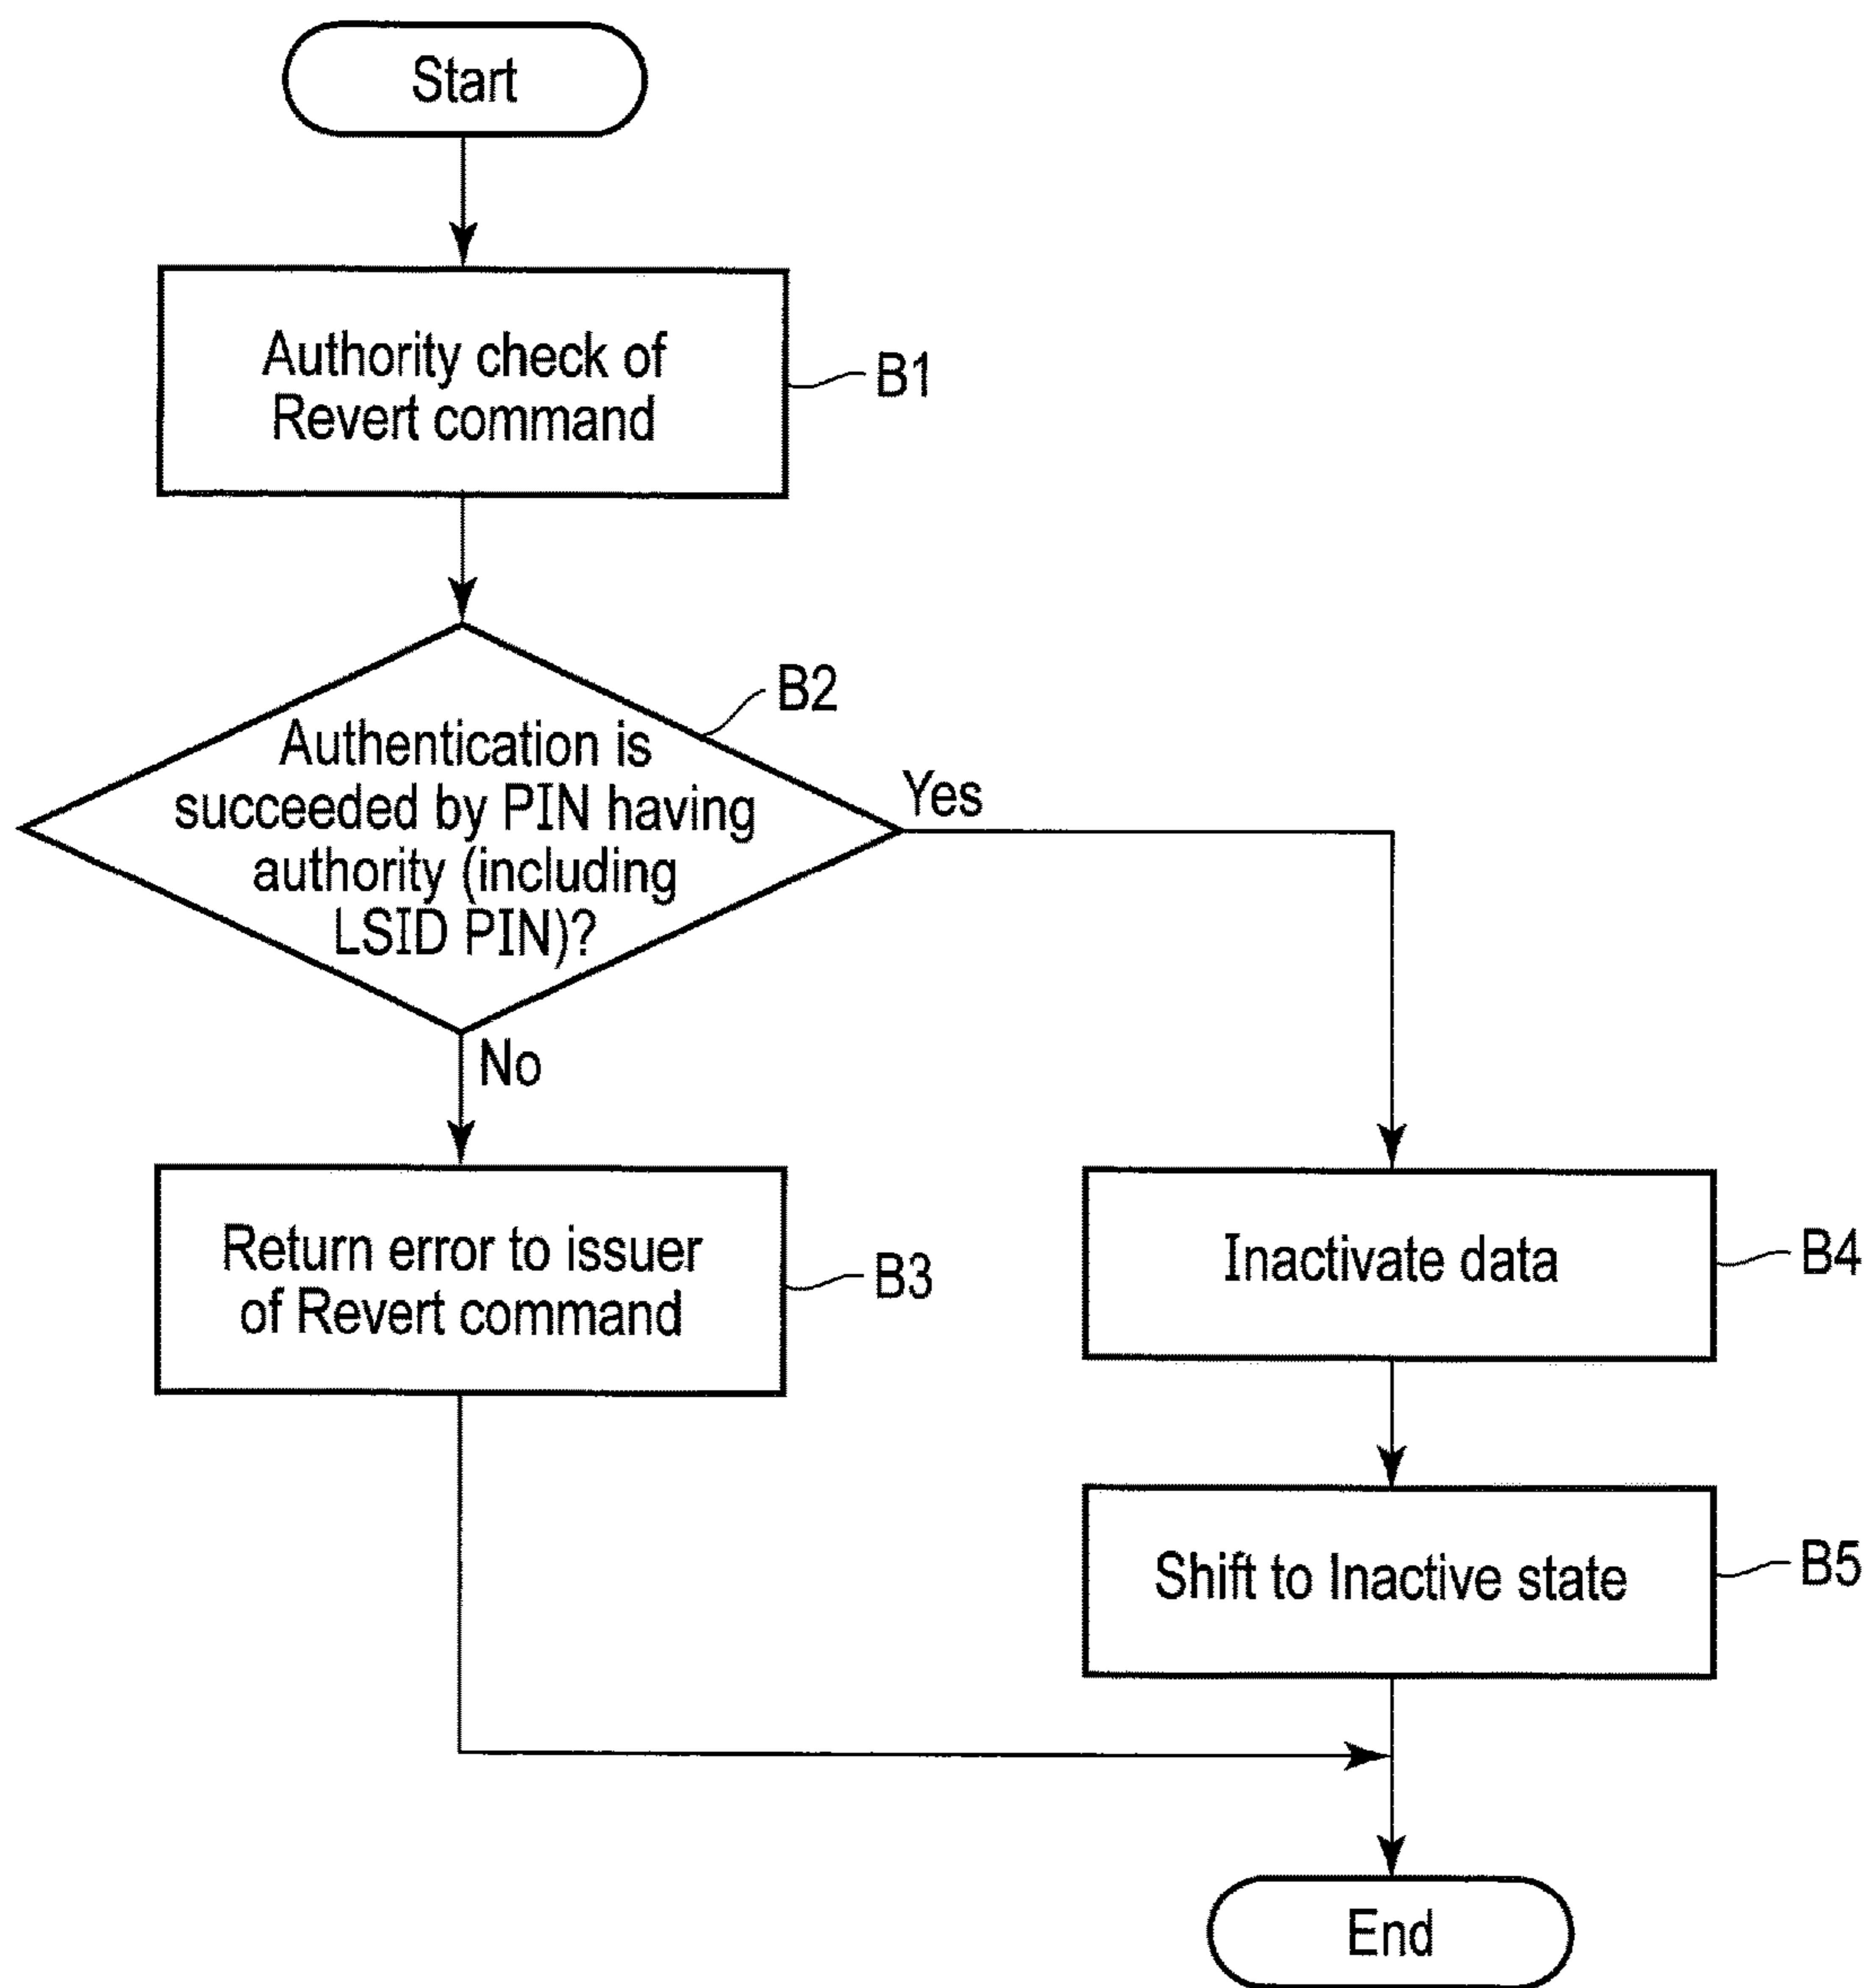 Start
Authority check of
Revert command
B1
B2
Authentication is
succeeded by PIN having
authority (including
LSID PIN)?
Yes
No
Return error to issuer
of Revert command
B3
Inactivate data
B4
Shift to Inactive state
B5
End